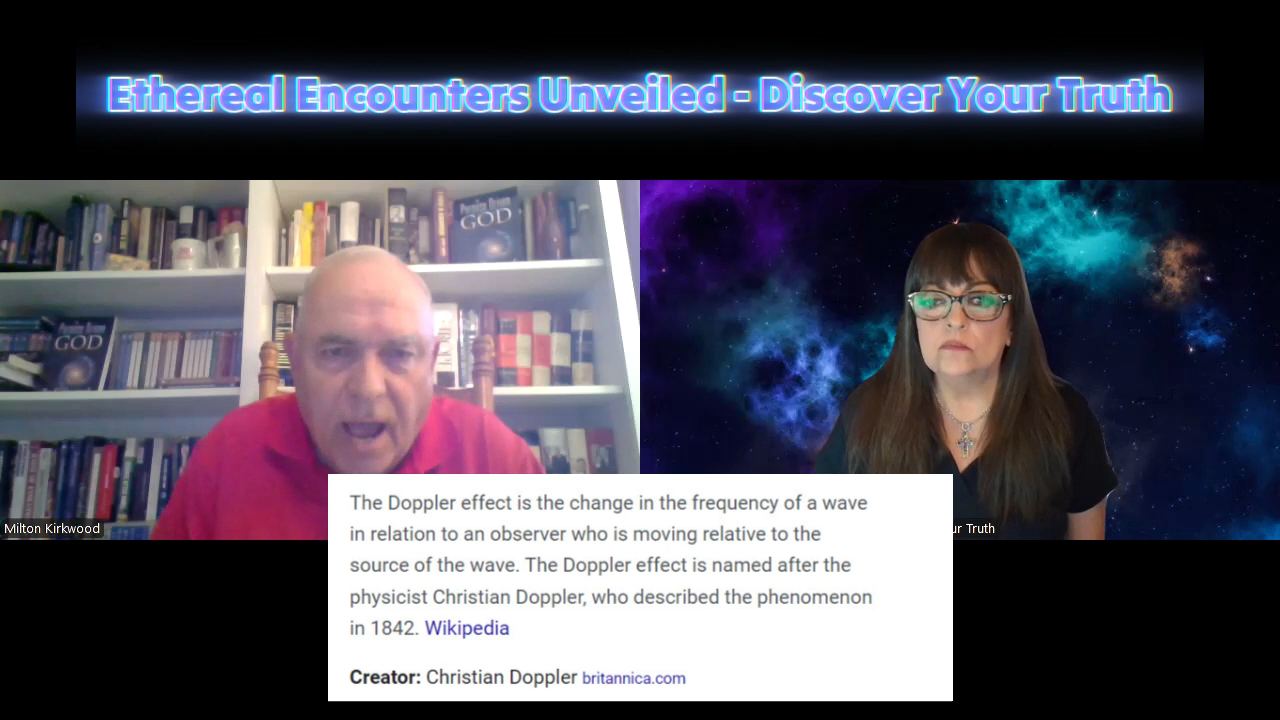 Ethereal Encounters Unveiled - Discover Your Truth
GOD
GOD
Milton Kirkwood
ur Truth
The Doppler effect is the change in the frequency of a wave
in relation to an observer who is moving relative to the
source of the wave. The Doppler effect is named after the
physicist Christian Doppler, who described the phenomenon
in 1842. Wikipedia
Creator: Christian Doppler britannica.com